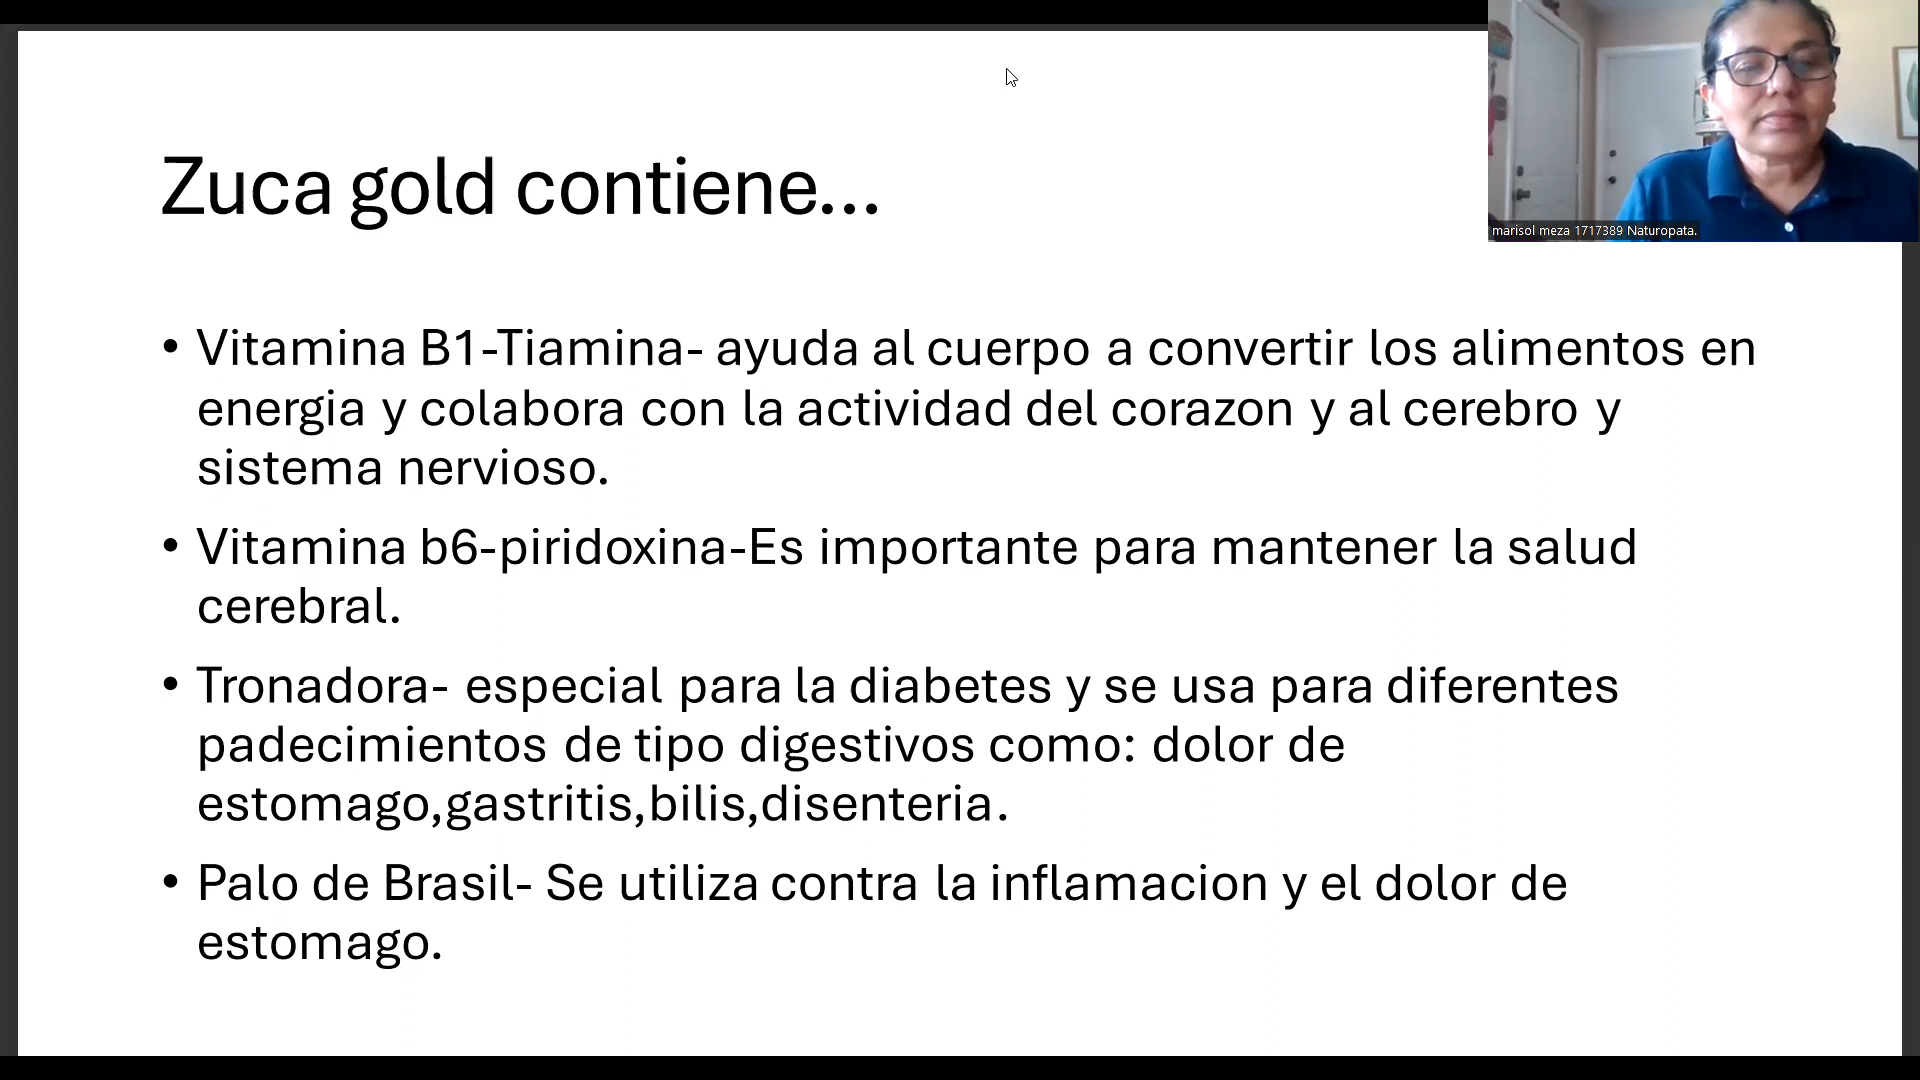 Zuca gold contiene...
• Vitamina B1-Tiamina- ayuda al cuerpo a convertir los alimentos en
energia y colabora con la actividad del corazon y al cerebro y
sistema nervioso.
• Vitamina b6-piridoxina-Es importante para mantener la salud
cerebral.
• Tronadora- especial para la diabetes y se usa para diferentes
padecimientos de tipo digestivos como: dolor de
estomago,gastritis,bilis,disenteria.
• Palo de Brasil- Se utiliza contra la inflamacion y el dolor de
estomago.
marisol meza 1717389 Naturopata.